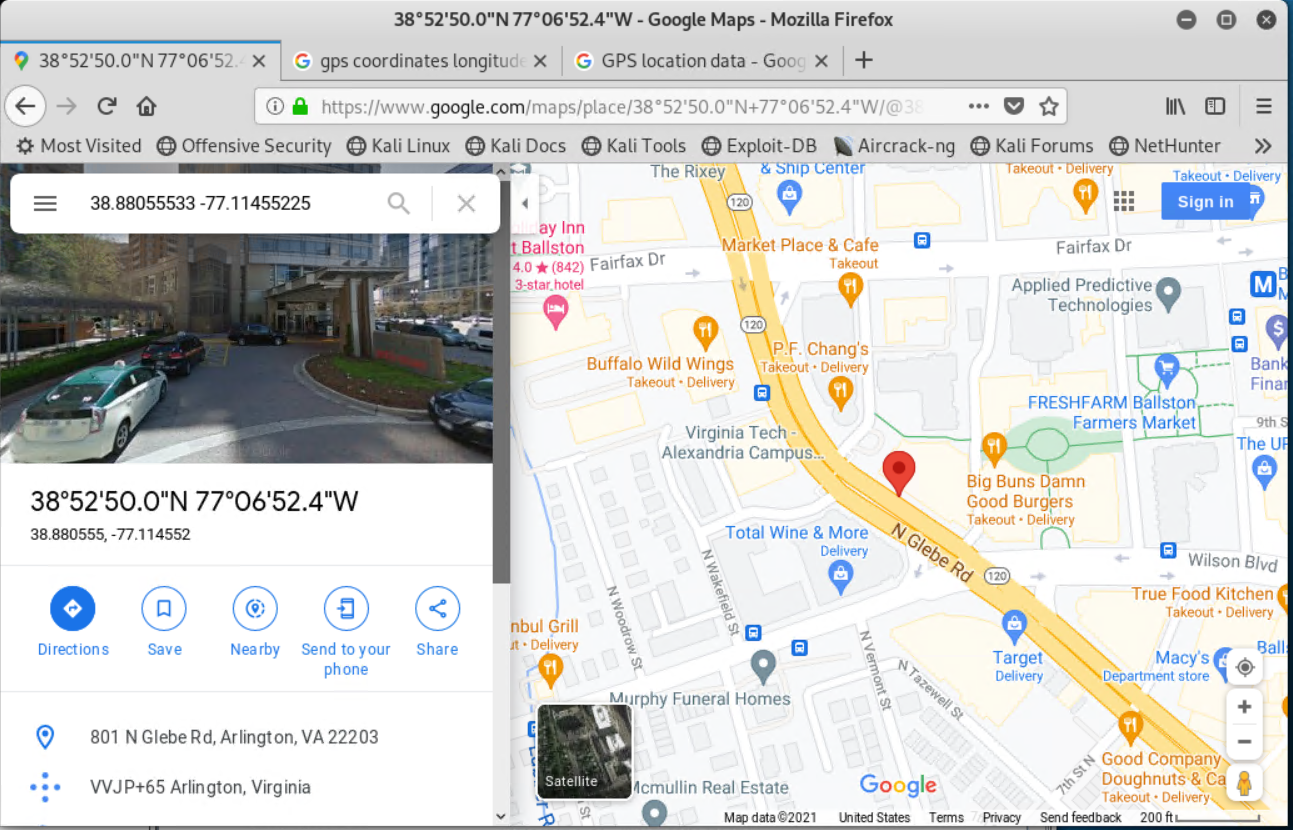 38°52'50.0"N 77°06'52.4"W - Google Maps - Mozilla Firefox
38°52'50.0"N 77°06'52.4
gps coordinates longitude
GPS location data - Goog
https://www.google.com/maps/place/38°52'50.0"N+77°06'52.4"W/@38
Most Visited
Offensive Security
Kali Linux
Kali Docs
Kali Tools
Exploit-DB
Aircrack-ng
Kali Forums
NetHunter
38.88055533 -77.11455225
38°52'50.0"N 77°06'52.4"W
38.880555, -77.114552
Directions
Save
Nearby
Send to your
phone
Share
801 N Glebe Rd, Arlington, VA 22203
VVJP+65 Arlington, Virginia
The Rixey
& Ship Center
Takeout • Delivery
Takeout • Delivery
Sign in
120
Inn
t Ballston
4.0 ★ (842)
3-star hotel
Fairfax Dr
Market Place & Cafe
Takeout
Fairfax Dr
Applied Predictive
Technologies
M
120
Buffalo Wild Wings
Takeout • Delivery
P.F. Chang's
Takeout • Delivery
$
Bank
Finan
FRESHFARM Ballston
Farmers Market
9th S
The UP
Virginia Tech -
Alexandria Campus...
Big Buns Damn
Good Burgers
Takeout • Delivery
Total Wine & More
Delivery
N Glebe Rd
120
Wilson Blvd
N Wakefield St
N Woodrow St
True Food Kitchen
Takeout • Delivery
nbul Grill
ut • Delivery
N Vermont St
N Tazewell St
Target
Delivery
Macy's
Department store
Balls
Murphy Funeral Homes
Satellite
Mcmullin Real Estate
7th St N
Good Company
Doughnuts & Ca
Takeout • Delivery
Google
Map data ©2021
United States
Terms
Privacy
Send feedback
200 ft